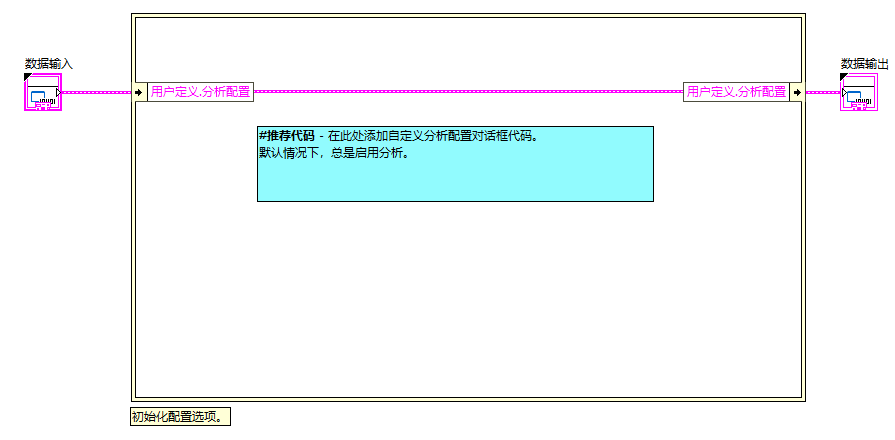 数据输入
数据输出
用户定义.分析配置
用户定义.分析配置
#推荐代码 - 在此处添加自定义分析配置对话框代码。
默认情况下，总是启用分析。
初始化配置选项。